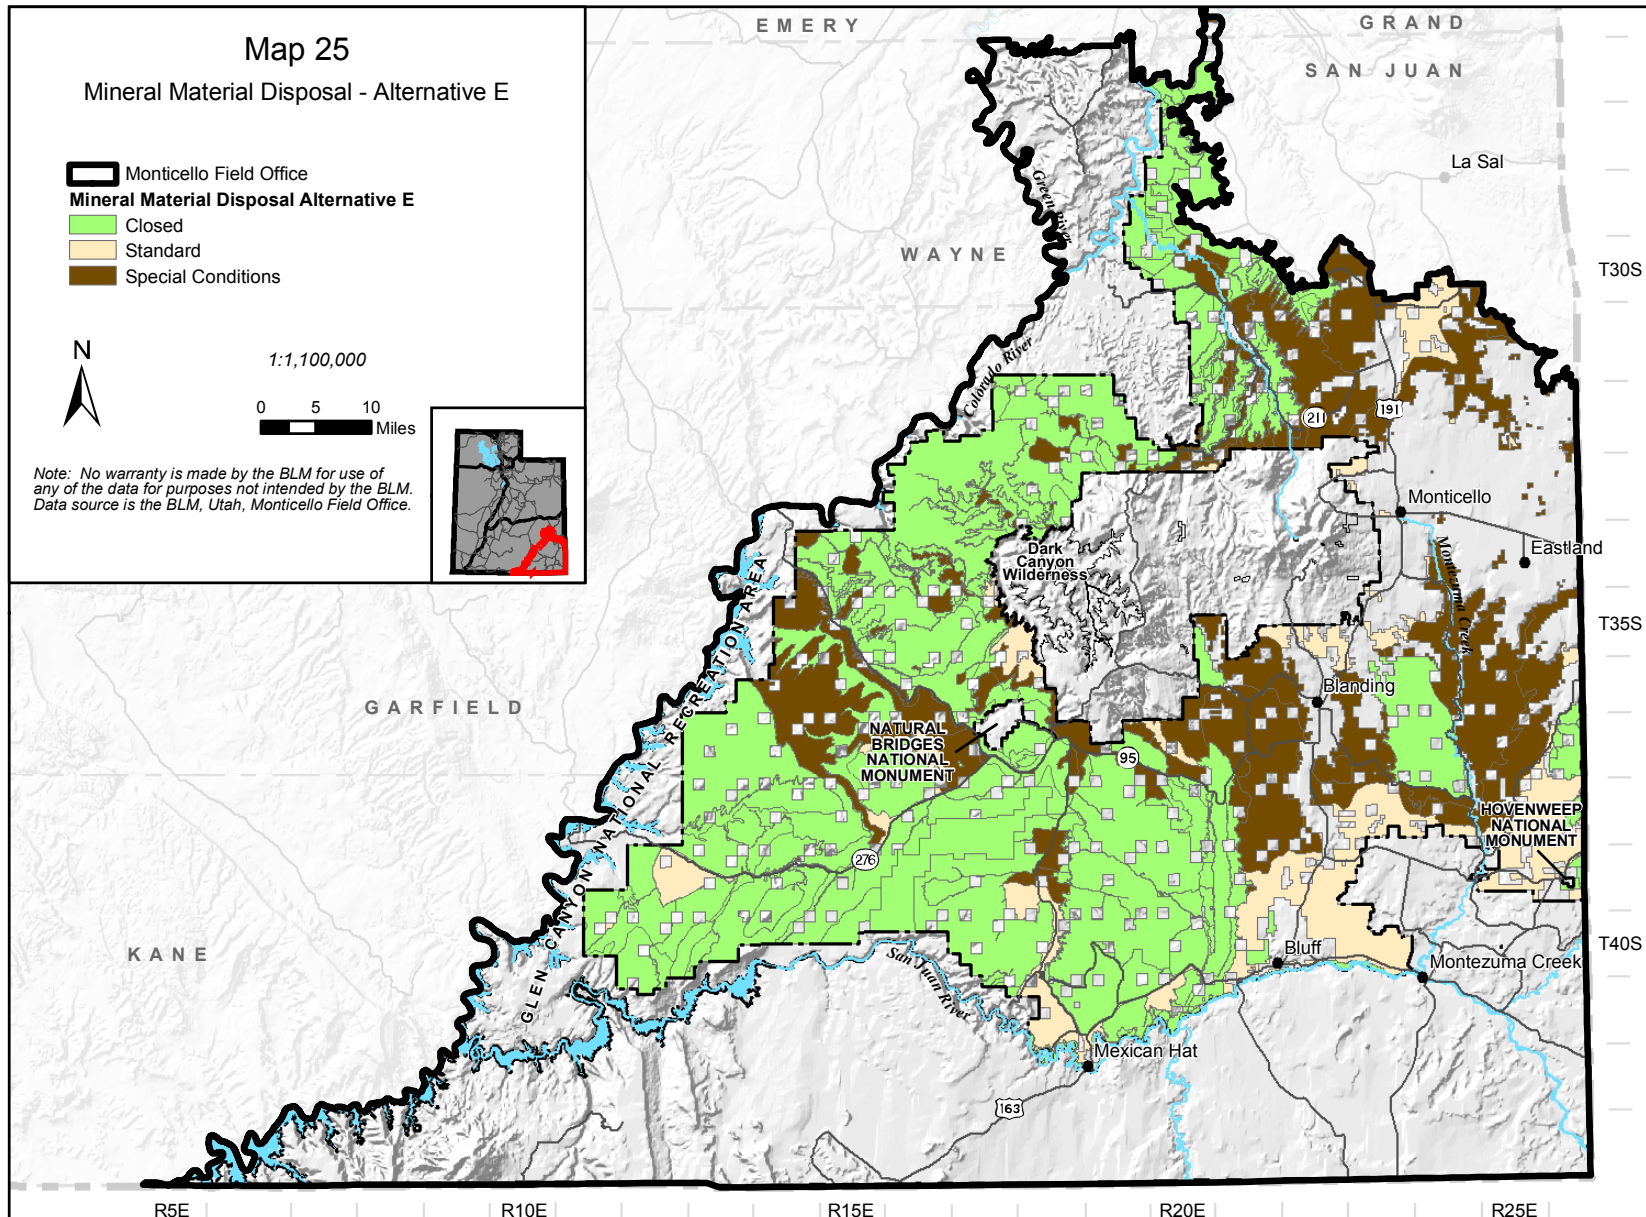 Map 25
Mineral Material Disposal - Alternative E
Monticello Field Office
Mineral Material Disposal Alternative E
Closed
Standard
Special Conditions
N
1:1,100,000
0 5 10
Miles
Note: No warranty is made by the BLM for use of
any of the data for purposes not intended by the BLM.
Data source is the BLM, Utah, Monticello Field Office.
EMERY
GRAND
SAN JUAN
La Sal
WAYNE
Green River
T30S
Colorado River
211
191
Monticello
Eastland
Dark
Canyon
Wilderness
Montezuma Creek
T35S
GARFIELD
Blanding
NATURAL
BRIDGES
NATIONAL
MONUMENT
95
HOVENWEEP
NATIONAL
MONUMENT
276
GLEN CANYON NATIONAL RECREATION AREA
KANE
T40S
Bluff
Montezuma Creek
San Juan River
Mexican Hat
163
R5E
R10E
R15E
R20E
R25E